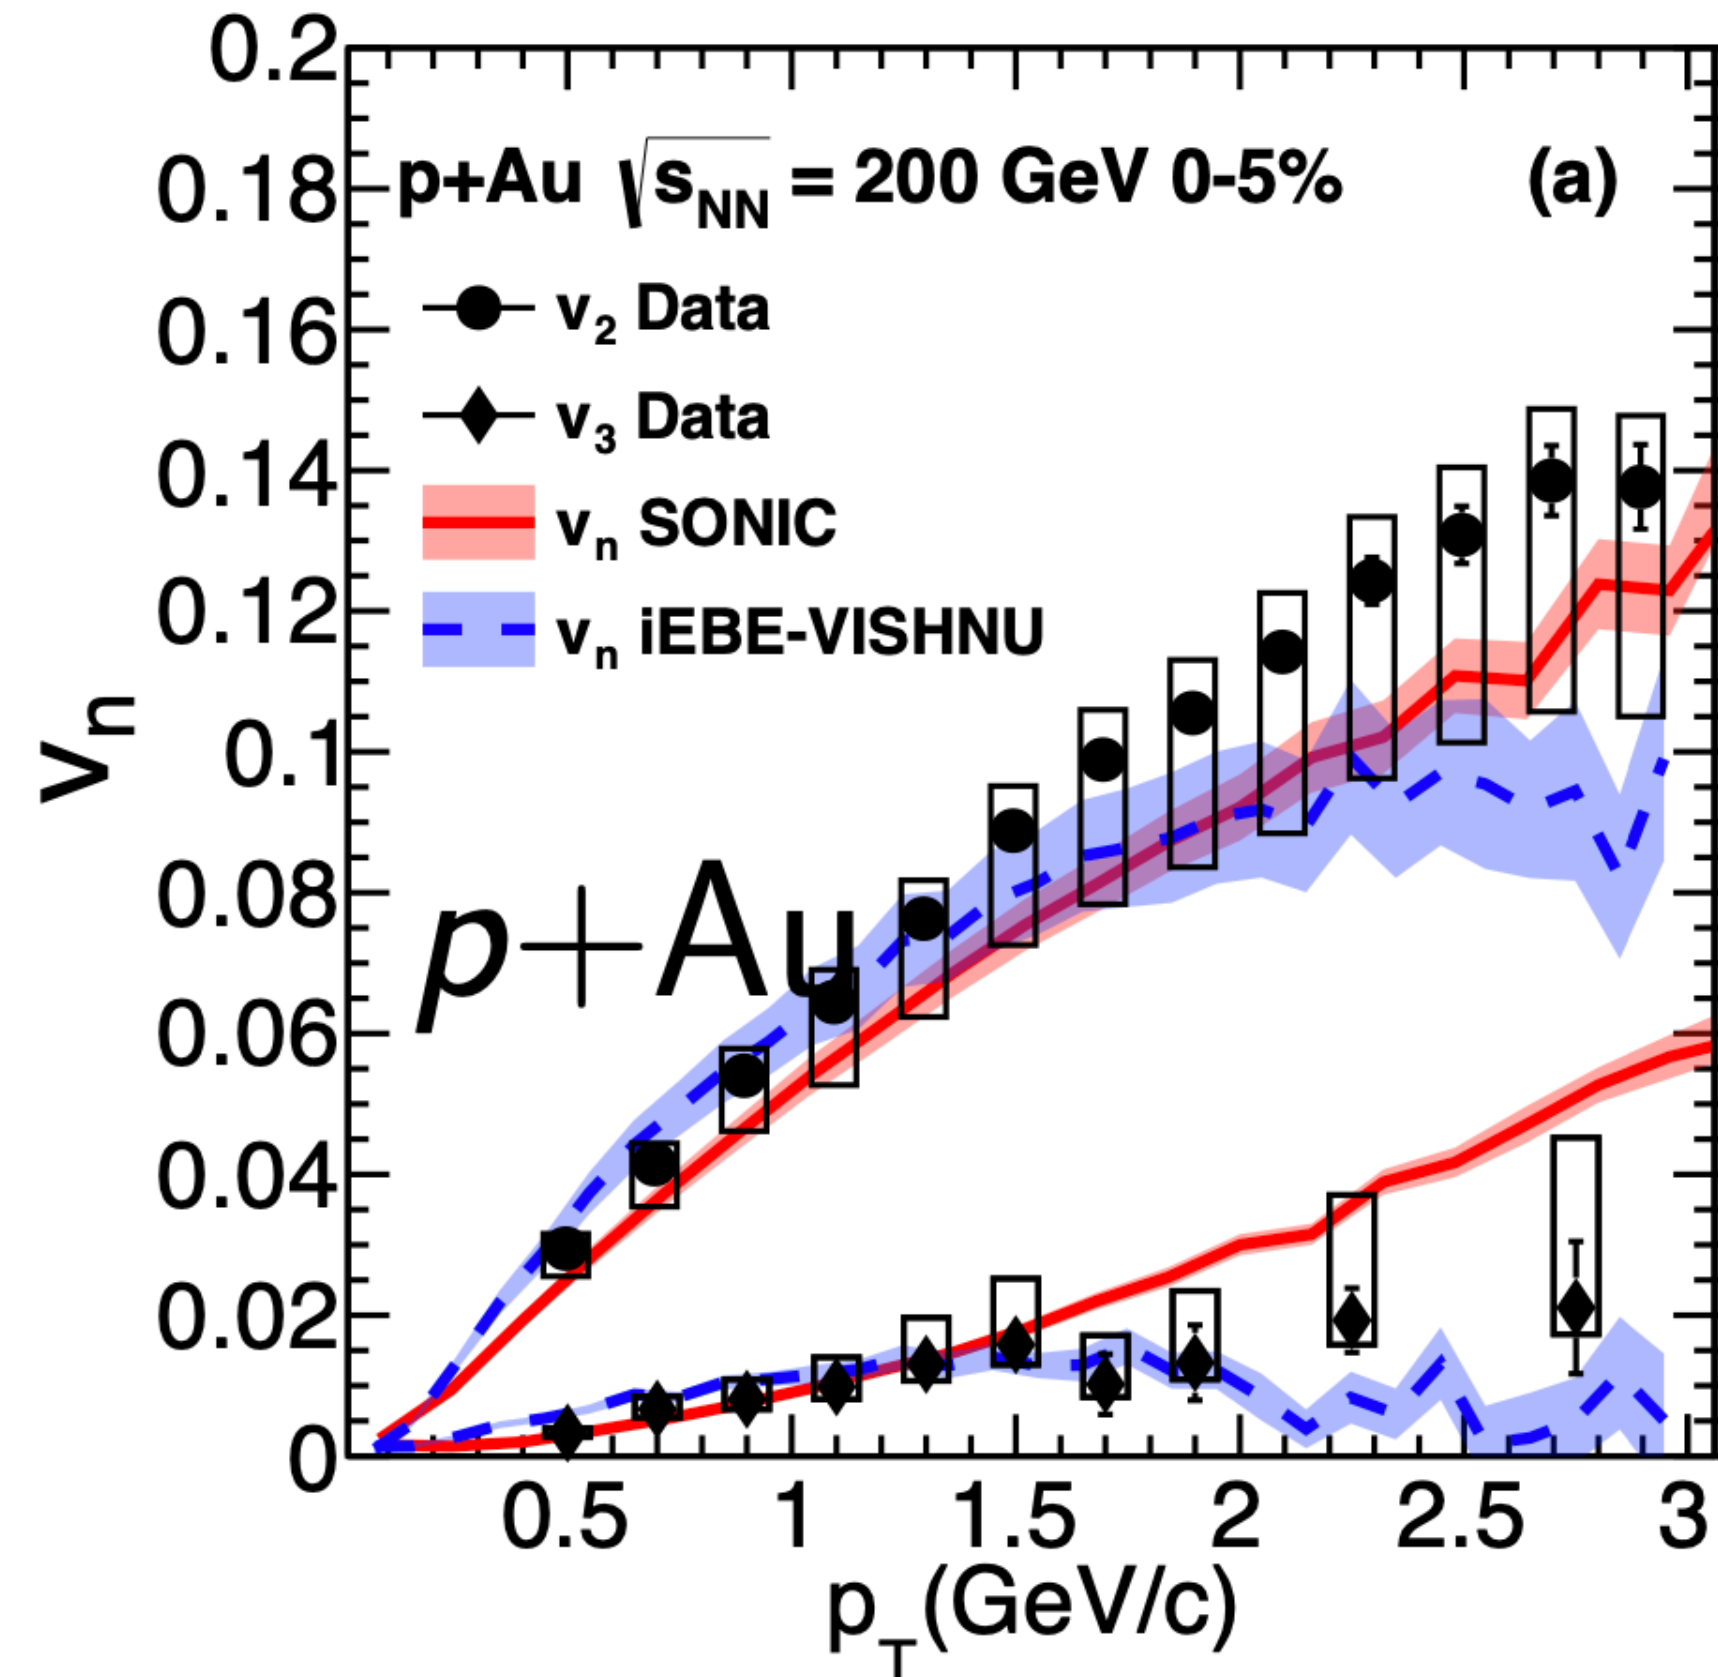 0.2
0.18
0.16
0.14
0.12
0.1
0.08
0.06
0.04
0.02
0
vn
p+Au √sNN = 200 GeV 0-5% (a)
v2 Data
v3 Data
vn SONIC
vn iEBE-VISHNU
p+Au
0.5 1 1.5 2 2.5 3
pT(GeV/c)